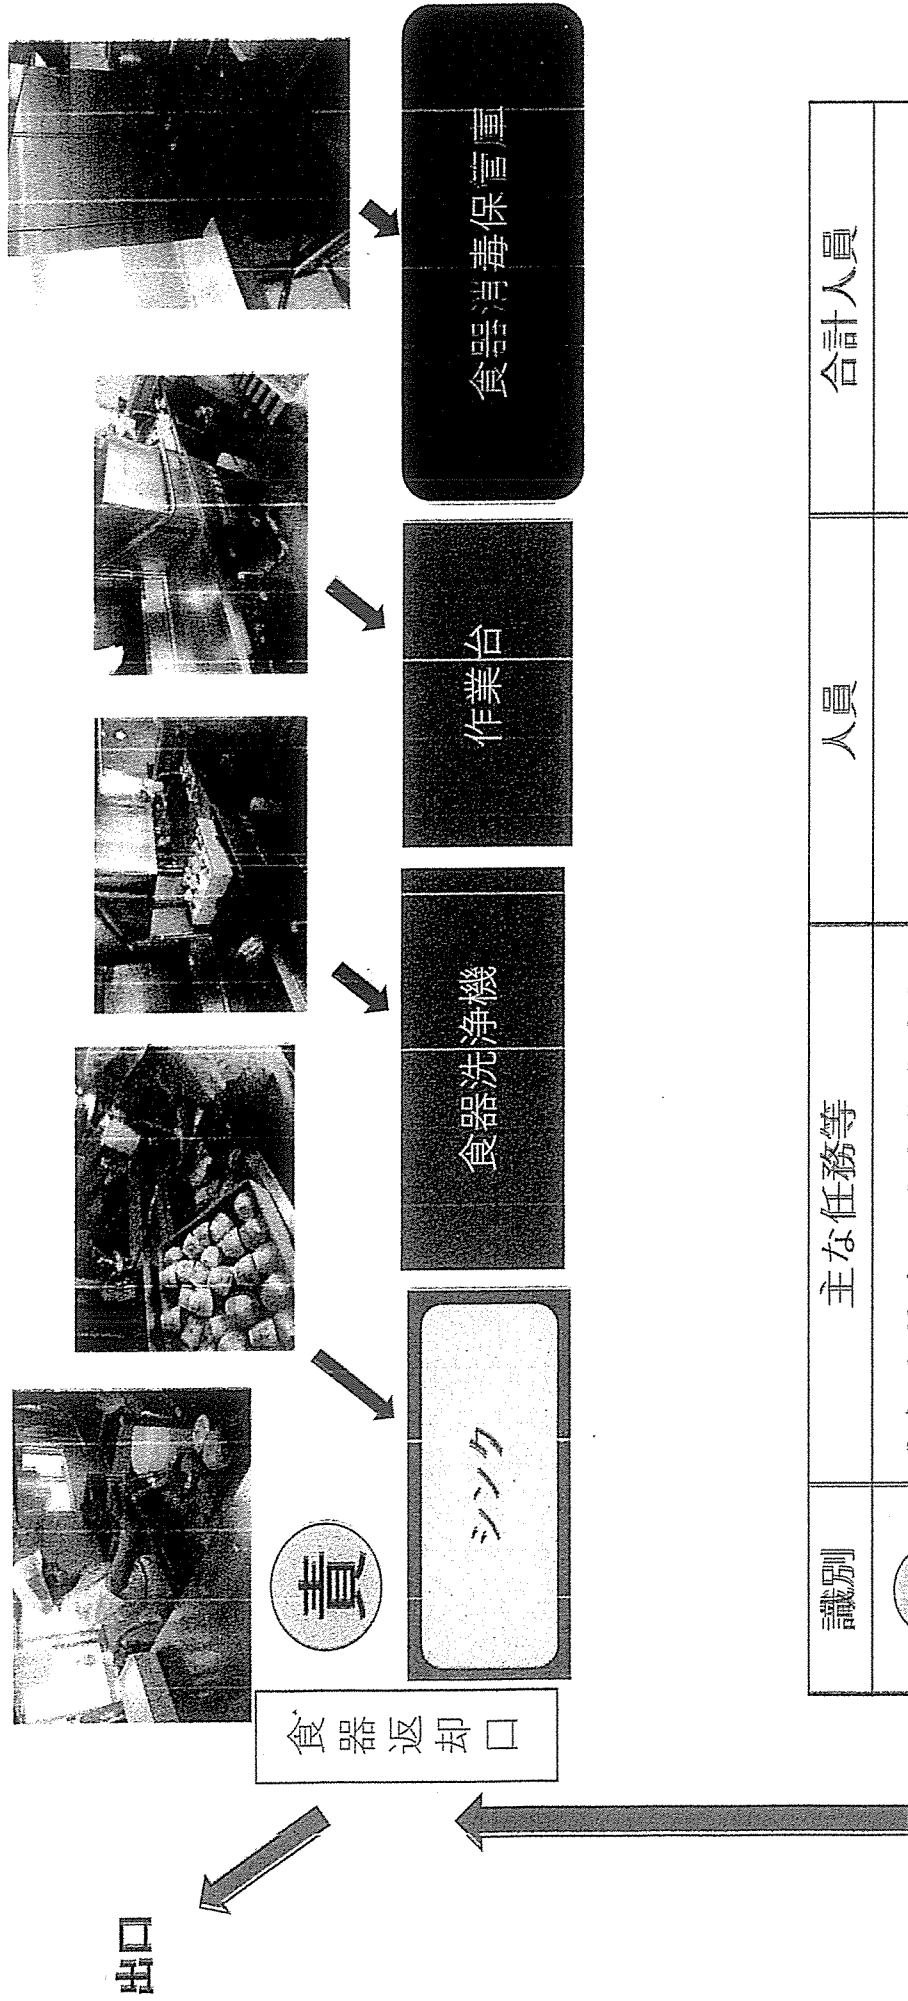 出口
食器返却口
責
シンク
食器洗浄機
作業台
食器消毒保管庫
識別
主な任務等
人員
合計人員